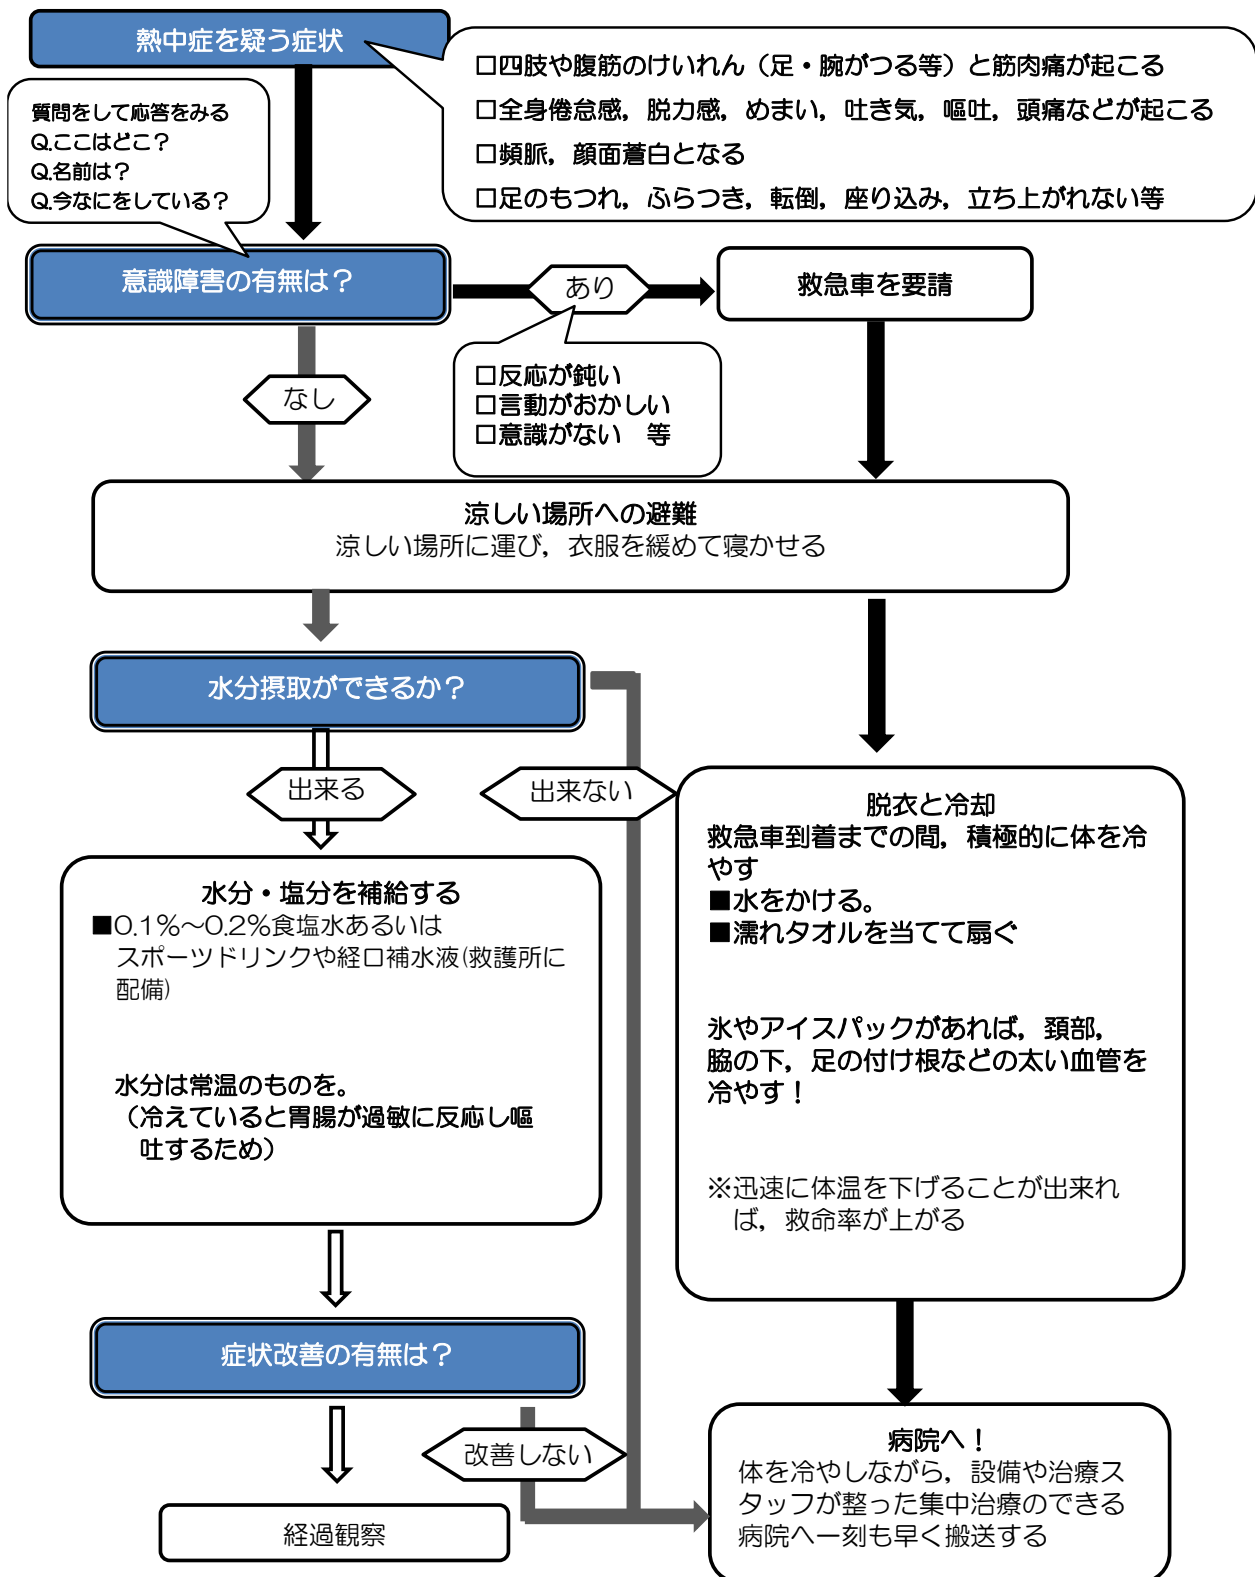 熱中症を疑う症状
□四肢や腹筋のけいれん（足・腕がつる等）と筋肉痛が起こる
□全身倦怠感，脱力感，めまい，吐き気，嘔吐，頭痛などが起こる
□頻脈，顔面蒼白となる
□足のもつれ，ふらつき，転倒，座り込み，立ち上がれない等
質問をして応答をみる
Q.ここはどこ？
Q.名前は？
Q.今なにをしている？
意識障害の有無は？
あり
救急車を要請
□反応が鈍い
□言動がおかしい
□意識がない　等
なし
涼しい場所への避難
涼しい場所に運び，衣服を緩めて寝かせる
水分摂取ができるか？
出来る
出来ない
水分・塩分を補給する
■0.1％～0.2％食塩水あるいは
スポーツドリンクや経口補水液(救護所に
配備)
水分は常温のものを。
（冷えていると胃腸が過敏に反応し嘔
吐するため）
脱衣と冷却
救急車到着までの間，積極的に体を冷
やす
■水をかける。
■濡れタオルを当てて扇ぐ
氷やアイスパックがあれば，頚部，
脇の下，足の付け根などの太い血管を
冷やす！
※迅速に体温を下げることが出来れ
ば，救命率が上がる
症状改善の有無は？
改善しない
経過観察
病院へ！
体を冷やしながら，設備や治療ス
タッフが整った集中治療のできる
病院へ一刻も早く搬送する